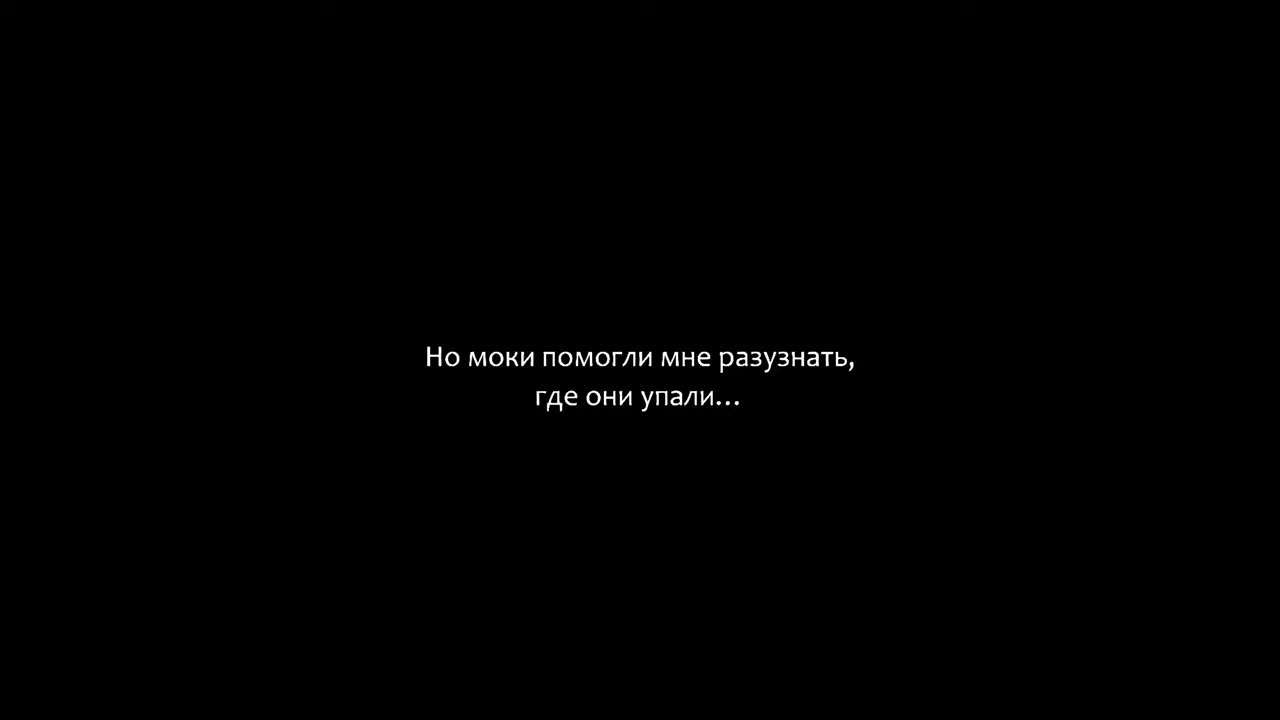 Но моки помогли мне разузнать,
где они упали…